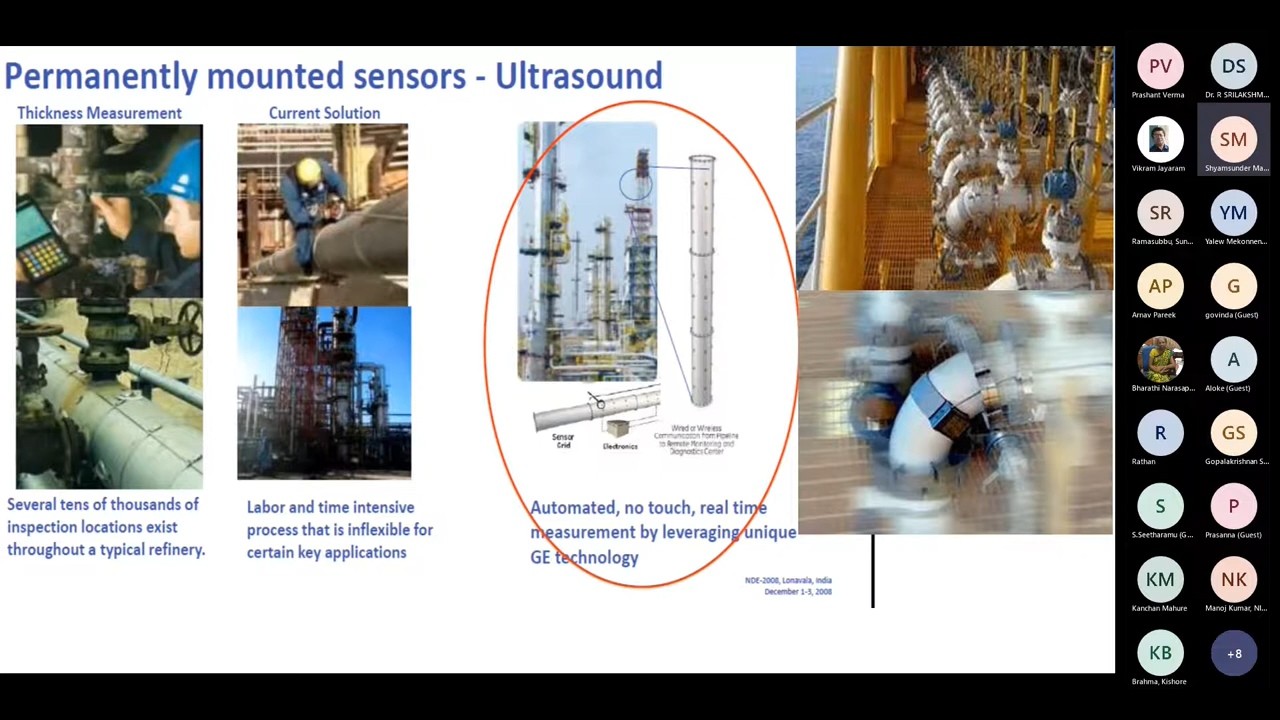 Permanently mounted sensors - Ultrasound
Thickness Measurement
Current Solution
Several tens of thousands of
inspection locations exist
throughout a typical refinery.
Labor and time intensive
process that is inflexible for
certain key applications
Sensor
Grid
Electronics
Wired or Wireless
Communication from Pipeline
to Remote Monitoring and
Diagnostics Center
Automated, no touch, real time
measurement by leveraging unique
GE technology
NDE-2008, Lonavala, India
December 1-3, 2008
PV
Prashant Verma
DS
Dr. R SRILAKSHM...
Vikram Jayaram
SM
Shyamsunder Ma...
SR
Ramasubbu, Sun...
YM
Yalew Mekonnen...
AP
Arnav Pareek
G
govinda (Guest)
Bharathi Narasap...
A
Aloke (Guest)
R
Rathan
GS
Gopalakrishnan S...
S
S.Seetharamu (G...
P
Prasanna (Guest)
KM
Kanchan Mahure
NK
Manoj Kumar, NI...
KB
Brahma, Kishore
+8